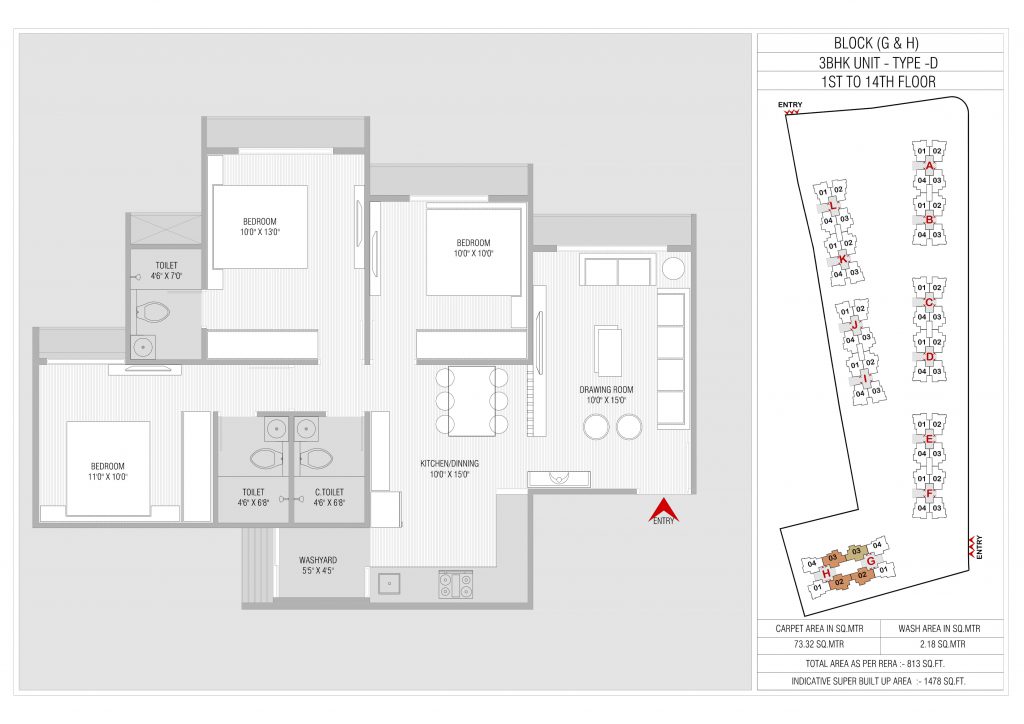 BLOCK (G & H)
3BHK UNIT - TYPE -D
1ST TO 14TH FLOOR
ENTRY
01 02
A
04 03
01 02
B
04 03
01 02
L
04 03
01 02
K
04 03
01 02
C
04 03
01 02
D
04 03
01 02
J
04 03
01 02
I
04 03
01 02
E
04 03
01 02
F
04 03
ENTRY
04 03 03 04
H G
01 02 02 01
BEDROOM
10'0" X 13'0"
BEDROOM
10'0" X 10'0"
TOILET
4'6" X 7'0"
DRAWING ROOM
10'0" X 15'0"
BEDROOM
11'0" X 10'0"
KITCHEN/DINNING
10'0" X 15'0"
TOILET
4'6" X 6'8"
C.TOILET
4'6" X 6'8"
ENTRY
WASHYARD
5'5" X 4'5"
CARPET AREA IN SQ.MTR WASH AREA IN SQ.MTR
73.32 SQ.MTR 2.18 SQ.MTR
TOTAL AREA AS PER RERA :- 813 SQ.FT.
INDICATIVE SUPER BUILT UP AREA :- 1478 SQ.FT.